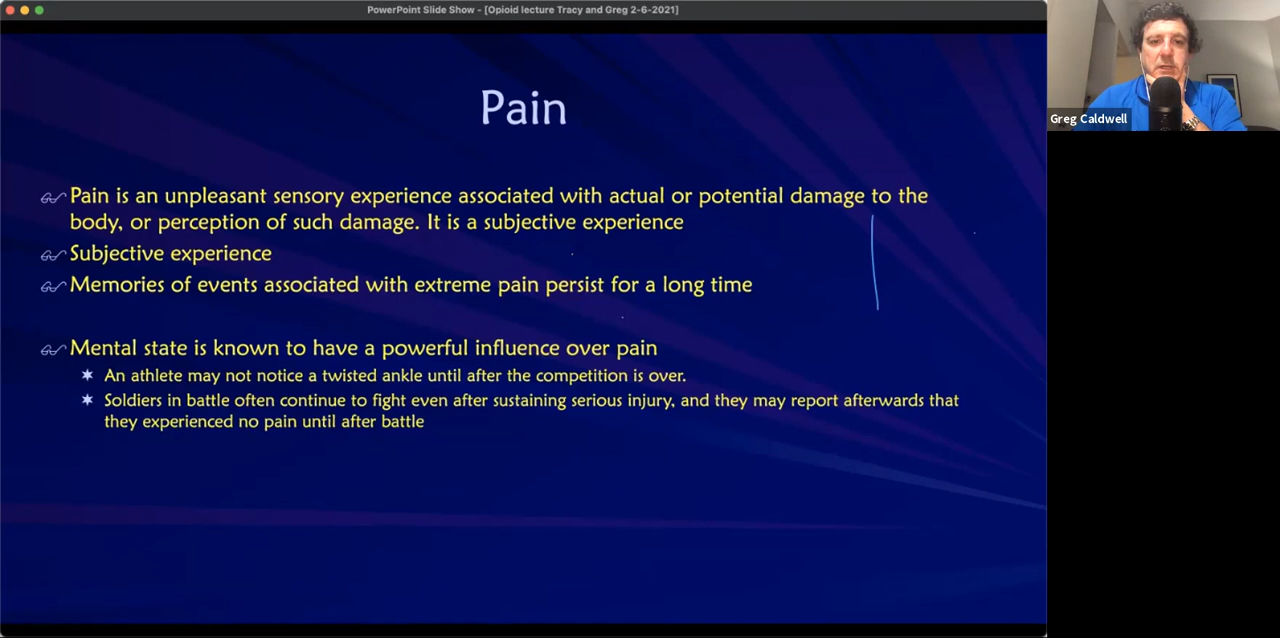 PowerPoint Slide Show - [Opioid lecture Tracy and Greg 2-6-2021]
Greg Caldwell
Pain
Pain is an unpleasant sensory experience associated with actual or potential damage to the
body, or perception of such damage. It is a subjective experience
Subjective experience
Memories of events associated with extreme pain persist for a long time
Mental state is known to have a powerful influence over pain
An athlete may not notice a twisted ankle until after the competition is over.
Soldiers in battle often continue to fight even after sustaining serious injury, and they may report afterwards that
they experienced no pain until after battle